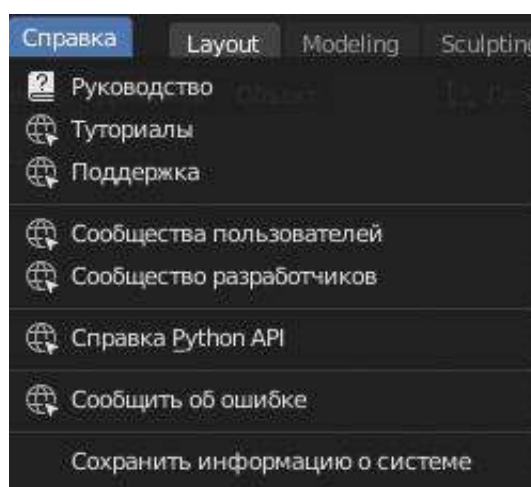 Справка Layout Modeling Sculpting
Руководство
Туториалы
Поддержка
Сообщества пользователей
Сообщество разработчиков
Справка Python API
Сообщить об ошибке
Сохранить информацию о системе